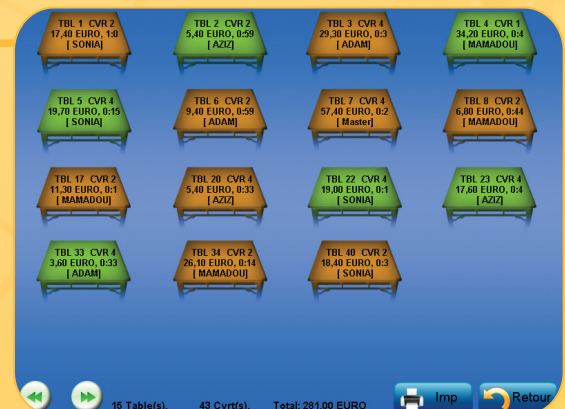 TBL 1 CVR 2
17,40 EURO, 1:0
[ SONIA]
TBL 2 CVR 2
5,40 EURO, 0:59
[ AZIZ]
TBL 3 CVR 4
29,30 EURO, 0:3
[ ADAM]
TBL 4 CVR 1
34,20 EURO, 0:4
[ MAMADOU]
TBL 5 CVR 4
19,70 EURO, 0:15
[ SONIA]
TBL 6 CVR 2
9,40 EURO, 0:59
[ ADAM]
TBL 7 CVR 4
57,40 EURO, 0:2
[ Master]
TBL 8 CVR 2
6,80 EURO, 0:44
[ MAMADOU]
TBL 17 CVR 2
11,30 EURO, 0:1
[ MAMADOU]
TBL 20 CVR 4
5,40 EURO, 0:33
[ AZIZ]
TBL 22 CVR 2
19,00 EURO, 0:1
[ SONIA]
TBL 23 CVR 4
17,60 EURO, 0:4
[ AZIZ]
TBL 33 CVR 4
3,60 EURO, 0:33
[ ADAM]
TBL 34 CVR 2
26,10 EURO, 0:14
[ MAMADOU]
TBL 40 CVR 2
18,40 EURO, 0:3
[ SONIA]
15 Table(s), 43 Cvrt(s), Total: 281,00 EURO
Imp
Retour